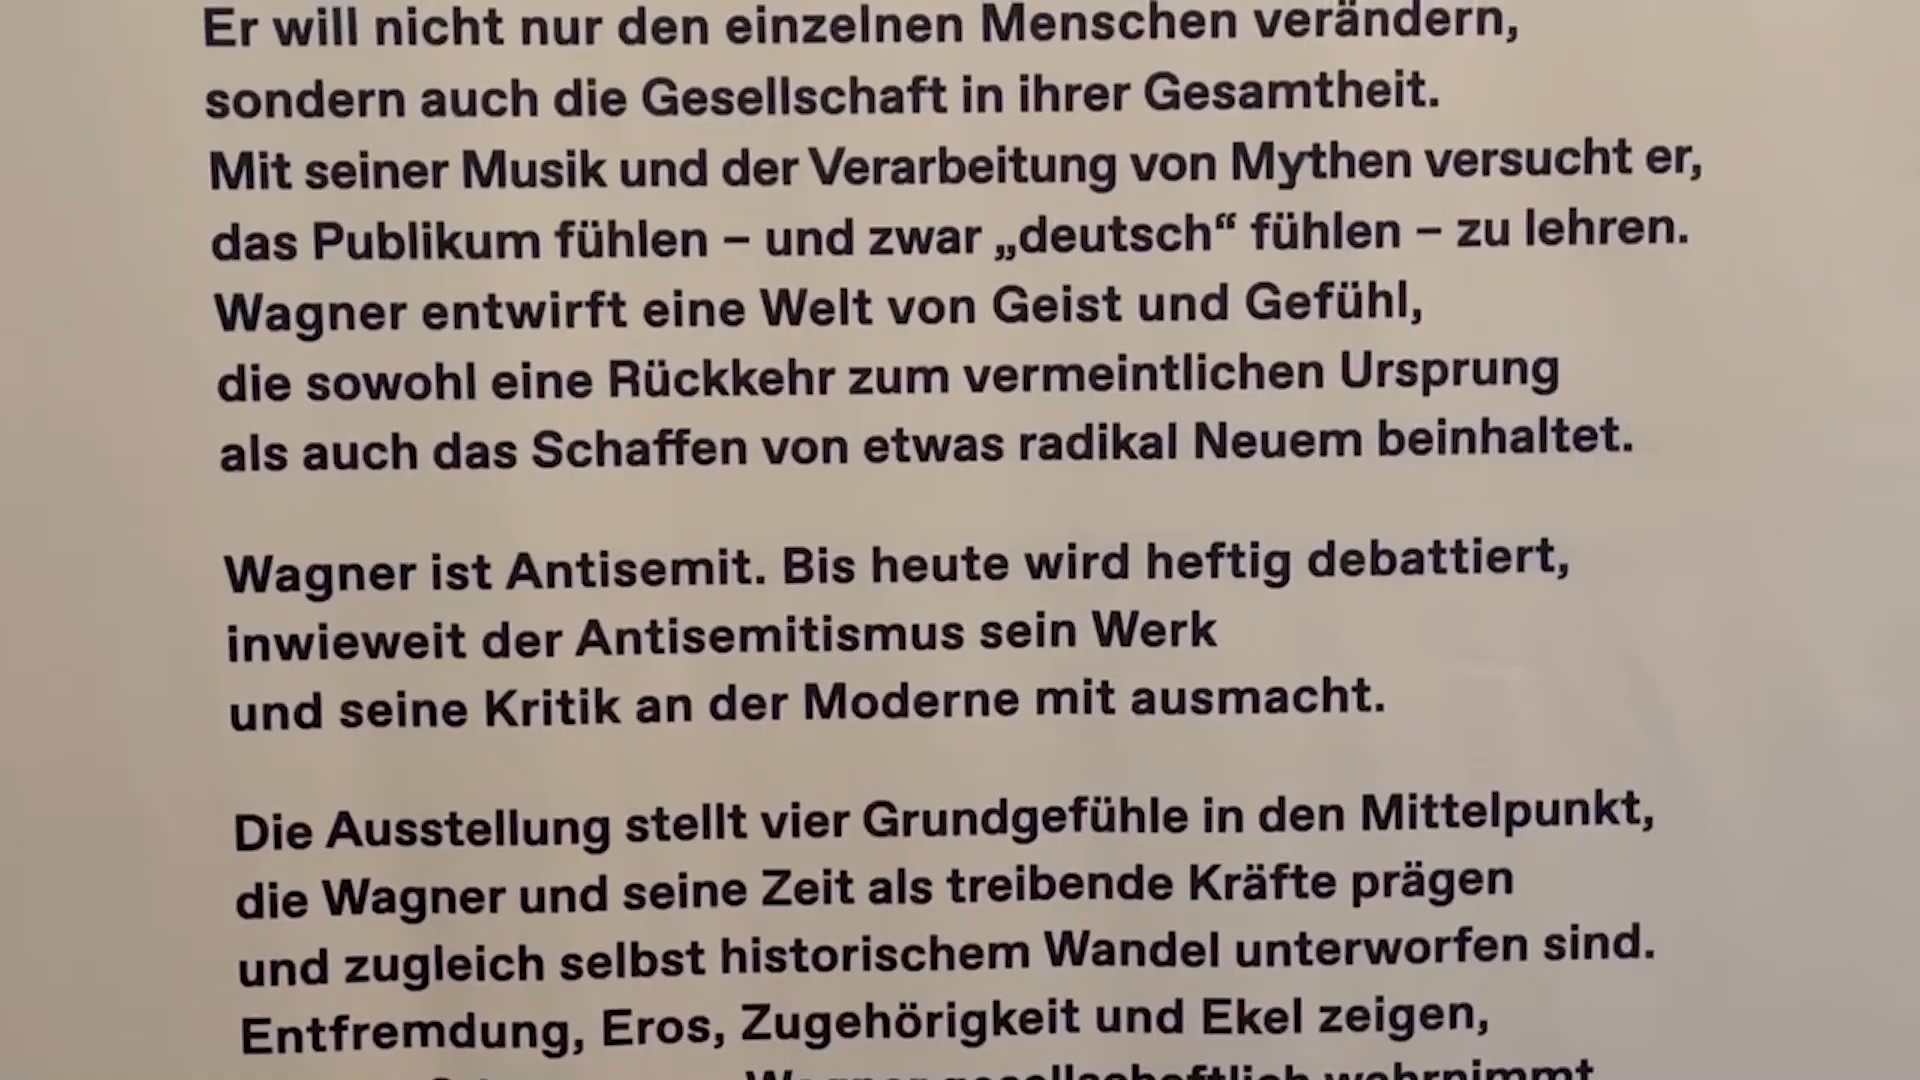 Er will nicht nur den einzelnen Menschen verändern,
sondern auch die Gesellschaft in ihrer Gesamtheit.
Mit seiner Musik und der Verarbeitung von Mythen versucht er,
das Publikum fühlen – und zwar „deutsch“ fühlen – zu lehren.
Wagner entwirft eine Welt von Geist und Gefühl,
die sowohl eine Rückkehr zum vermeintlichen Ursprung
als auch das Schaffen von etwas radikal Neuem beinhaltet.
Wagner ist Antisemit. Bis heute wird heftig debattiert,
inwieweit der Antisemitismus sein Werk
und seine Kritik an der Moderne mit ausmacht.
Die Ausstellung stellt vier Grundgefühle in den Mittelpunkt,
die Wagner und seine Zeit als treibende Kräfte prägen
und zugleich selbst historischem Wandel unterworfen sind.
Entfremdung, Eros, Zugehörigkeit und Ekel zeigen,
Wagner gesellschaftlich wahrnimmt